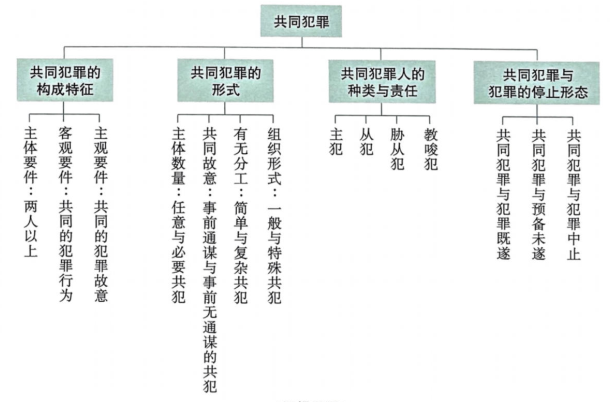 共同犯罪
共同犯罪的
构成特征
共同犯罪的
形式
共同犯罪人的
种类与责任
共同犯罪与
犯罪的停止形态
主体要件：两人以上
客观要件：共同的犯罪行为
主观要件：共同的犯罪故意
主体数量：任意与必要共犯
共同故意：事前通谋与事前无通谋的共犯
有无分工：简单与复杂共犯
组织形式：一般与特殊共犯
主犯
从犯
胁从犯
教唆犯
共同犯罪与犯罪既遂
共同犯罪与预备未遂
共同犯罪与犯罪中止